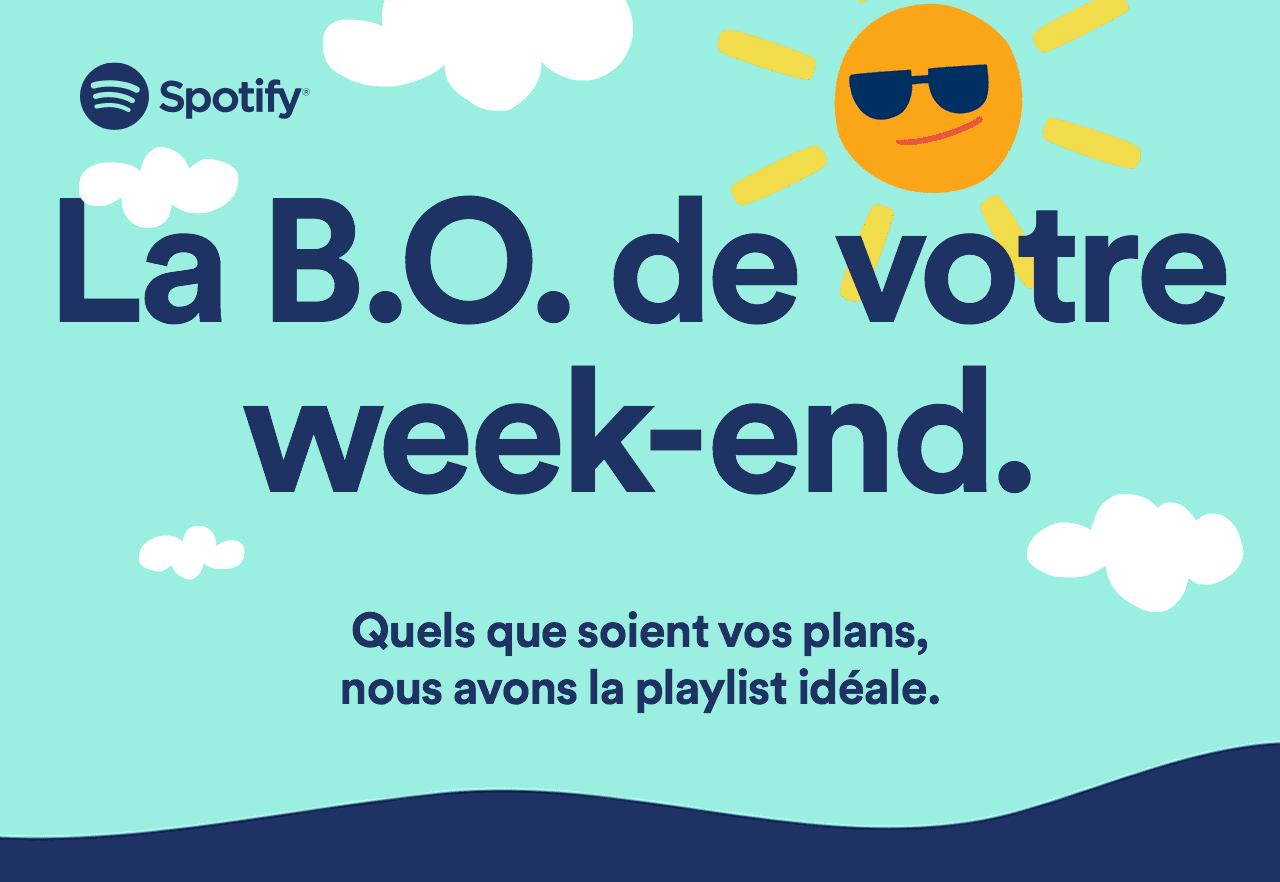 Spotify®
La B.O. de votre
week-end.
Quels que soient vos plans,
nous avons la playlist idéale.